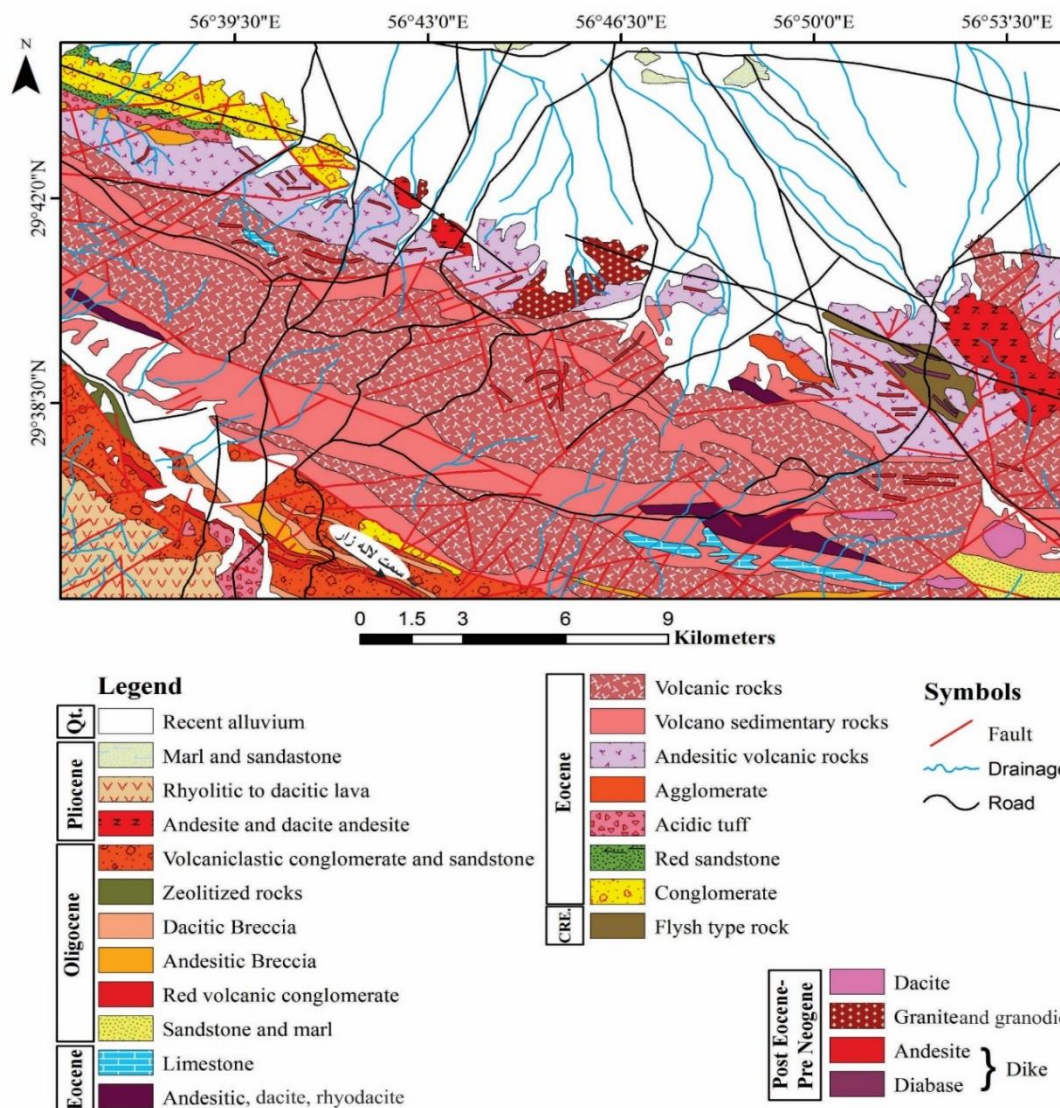 56°39'30"E 56°43'0"E 56°46'30"E 56°50'0"E 56°53'30"E
N
29°42'0"N
29°38'30"N
سمت لاله زار
0 1.5 3 6 9
Kilometers
Legend
Qt.
Recent alluvium
Pliocene
Marl and sandastone
Rhyolitic to dacitic lava
Andesite and dacite andesite
Oligocene
Volcaniclastic conglomerate and sandstone
Zeolitized rocks
Dacitic Breccia
Andesitic Breccia
Red volcanic conglomerate
Sandstone and marl
Eocene
Limestone
Andesitic, dacite, rhyodacite
Eocene
Volcanic rocks
Volcano sedimentary rocks
Andesitic volcanic rocks
Agglomerate
Acidic tuff
Red sandstone
Conglomerate
CRE.
Flysh type rock
Symbols
Fault
Drainage
Road
Post Eocene-
Pre Neogene
Dacite
Granite and granodio
Andesite
Diabase
} Dike